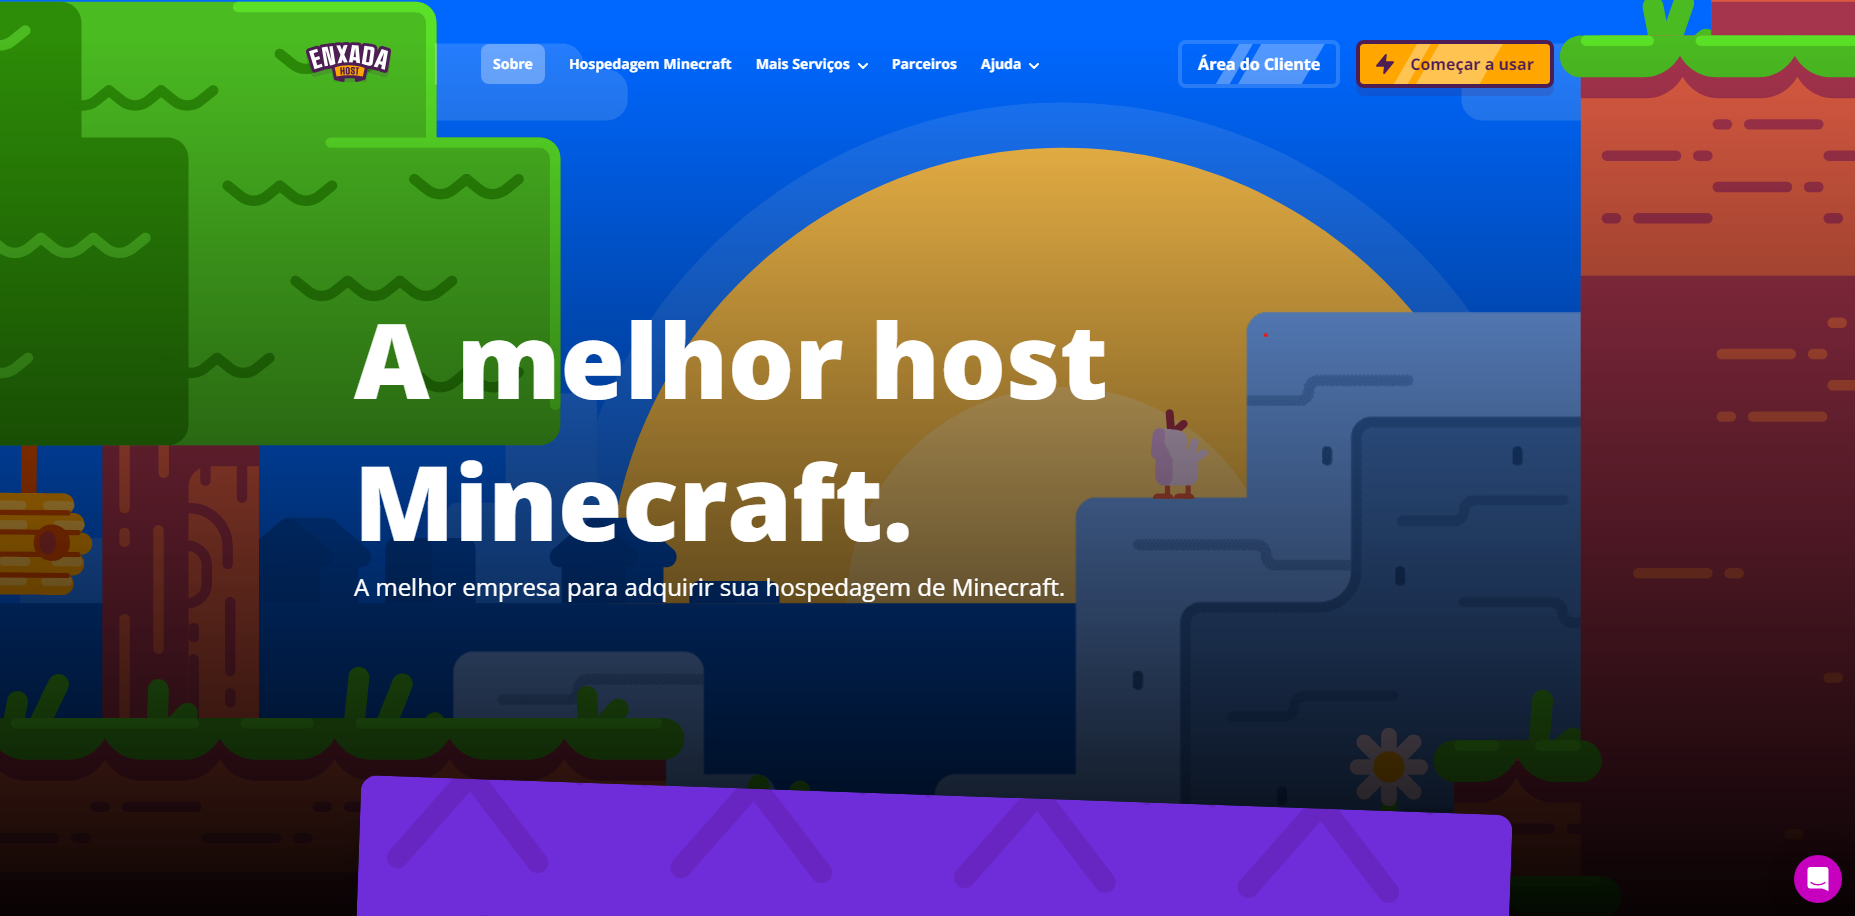 ENXADA
HOST
Sobre
Hospedagem Minecraft
Mais Serviços
Parceiros
Ajuda
Área do Cliente
Começar a usar
A melhor host
Minecraft.
A melhor empresa para adquirir sua hospedagem de Minecraft.